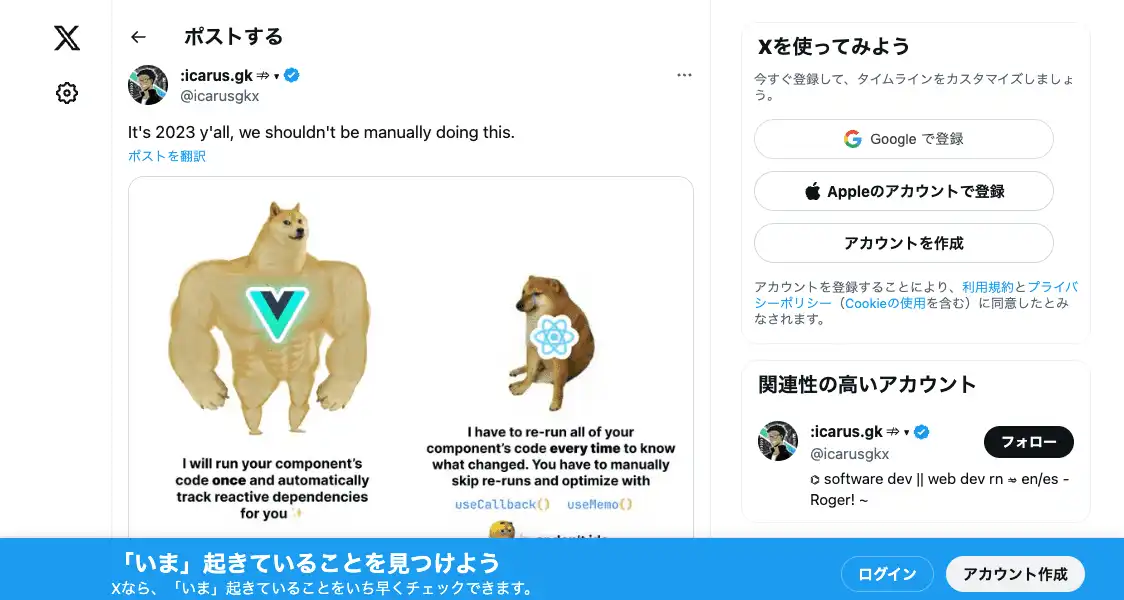 ポストする
:icarus.gk ⇏ ▾
@icarusgkx
It's 2023 y'all, we shouldn't be manually doing this.
ポストを翻訳
I will run your component's
code once and automatically
track reactive dependencies
for you ✨
I have to re-run all of your
component's code every time to know
what changed. You have to manually
skip re-runs and optimize with
useCallback() useMemo()
Xを使ってみよう
今すぐ登録して、タイムラインをカスタマイズしましょ
う。
Google で登録
Appleのアカウントで登録
アカウントを作成
アカウントを登録することにより、利用規約とプライバ
シーポリシー（Cookieの使用を含む）に同意したとみ
なされます。
関連性の高いアカウント
:icarus.gk ⇏ ▾
@icarusgkx
フォロー
⌬ software dev || web dev rn ⇏ en/es -
Roger! ~
「いま」起きていることを見つけよう
Xなら、「いま」起きていることをいち早くチェックできます。
ログイン
アカウント作成